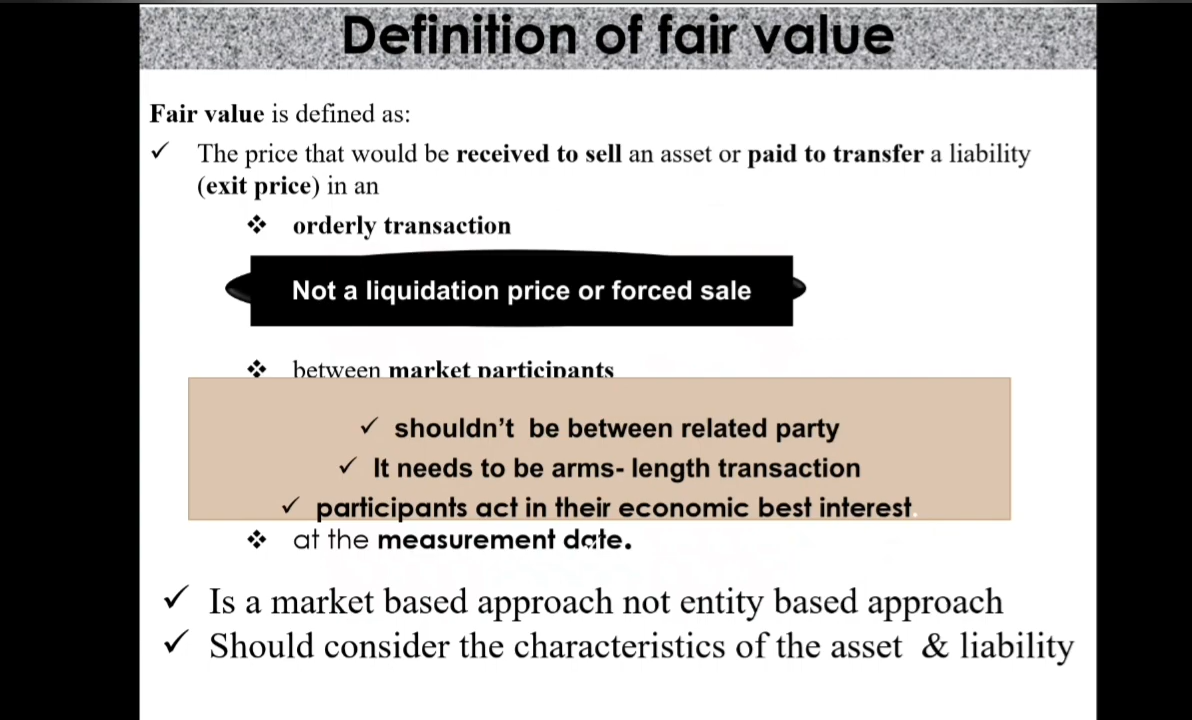 Definition of fair value
Fair value is defined as:
✓ The price that would be received to sell an asset or paid to transfer a liability
(exit price) in an
❖ orderly transaction
Not a liquidation price or forced sale
❖ between market participants
✓ shouldn’t be between related party
✓ It needs to be arms- length transaction
✓ participants act in their economic best interest.
❖ at the measurement date.
✓ Is a market based approach not entity based approach
✓ Should consider the characteristics of the asset & liability